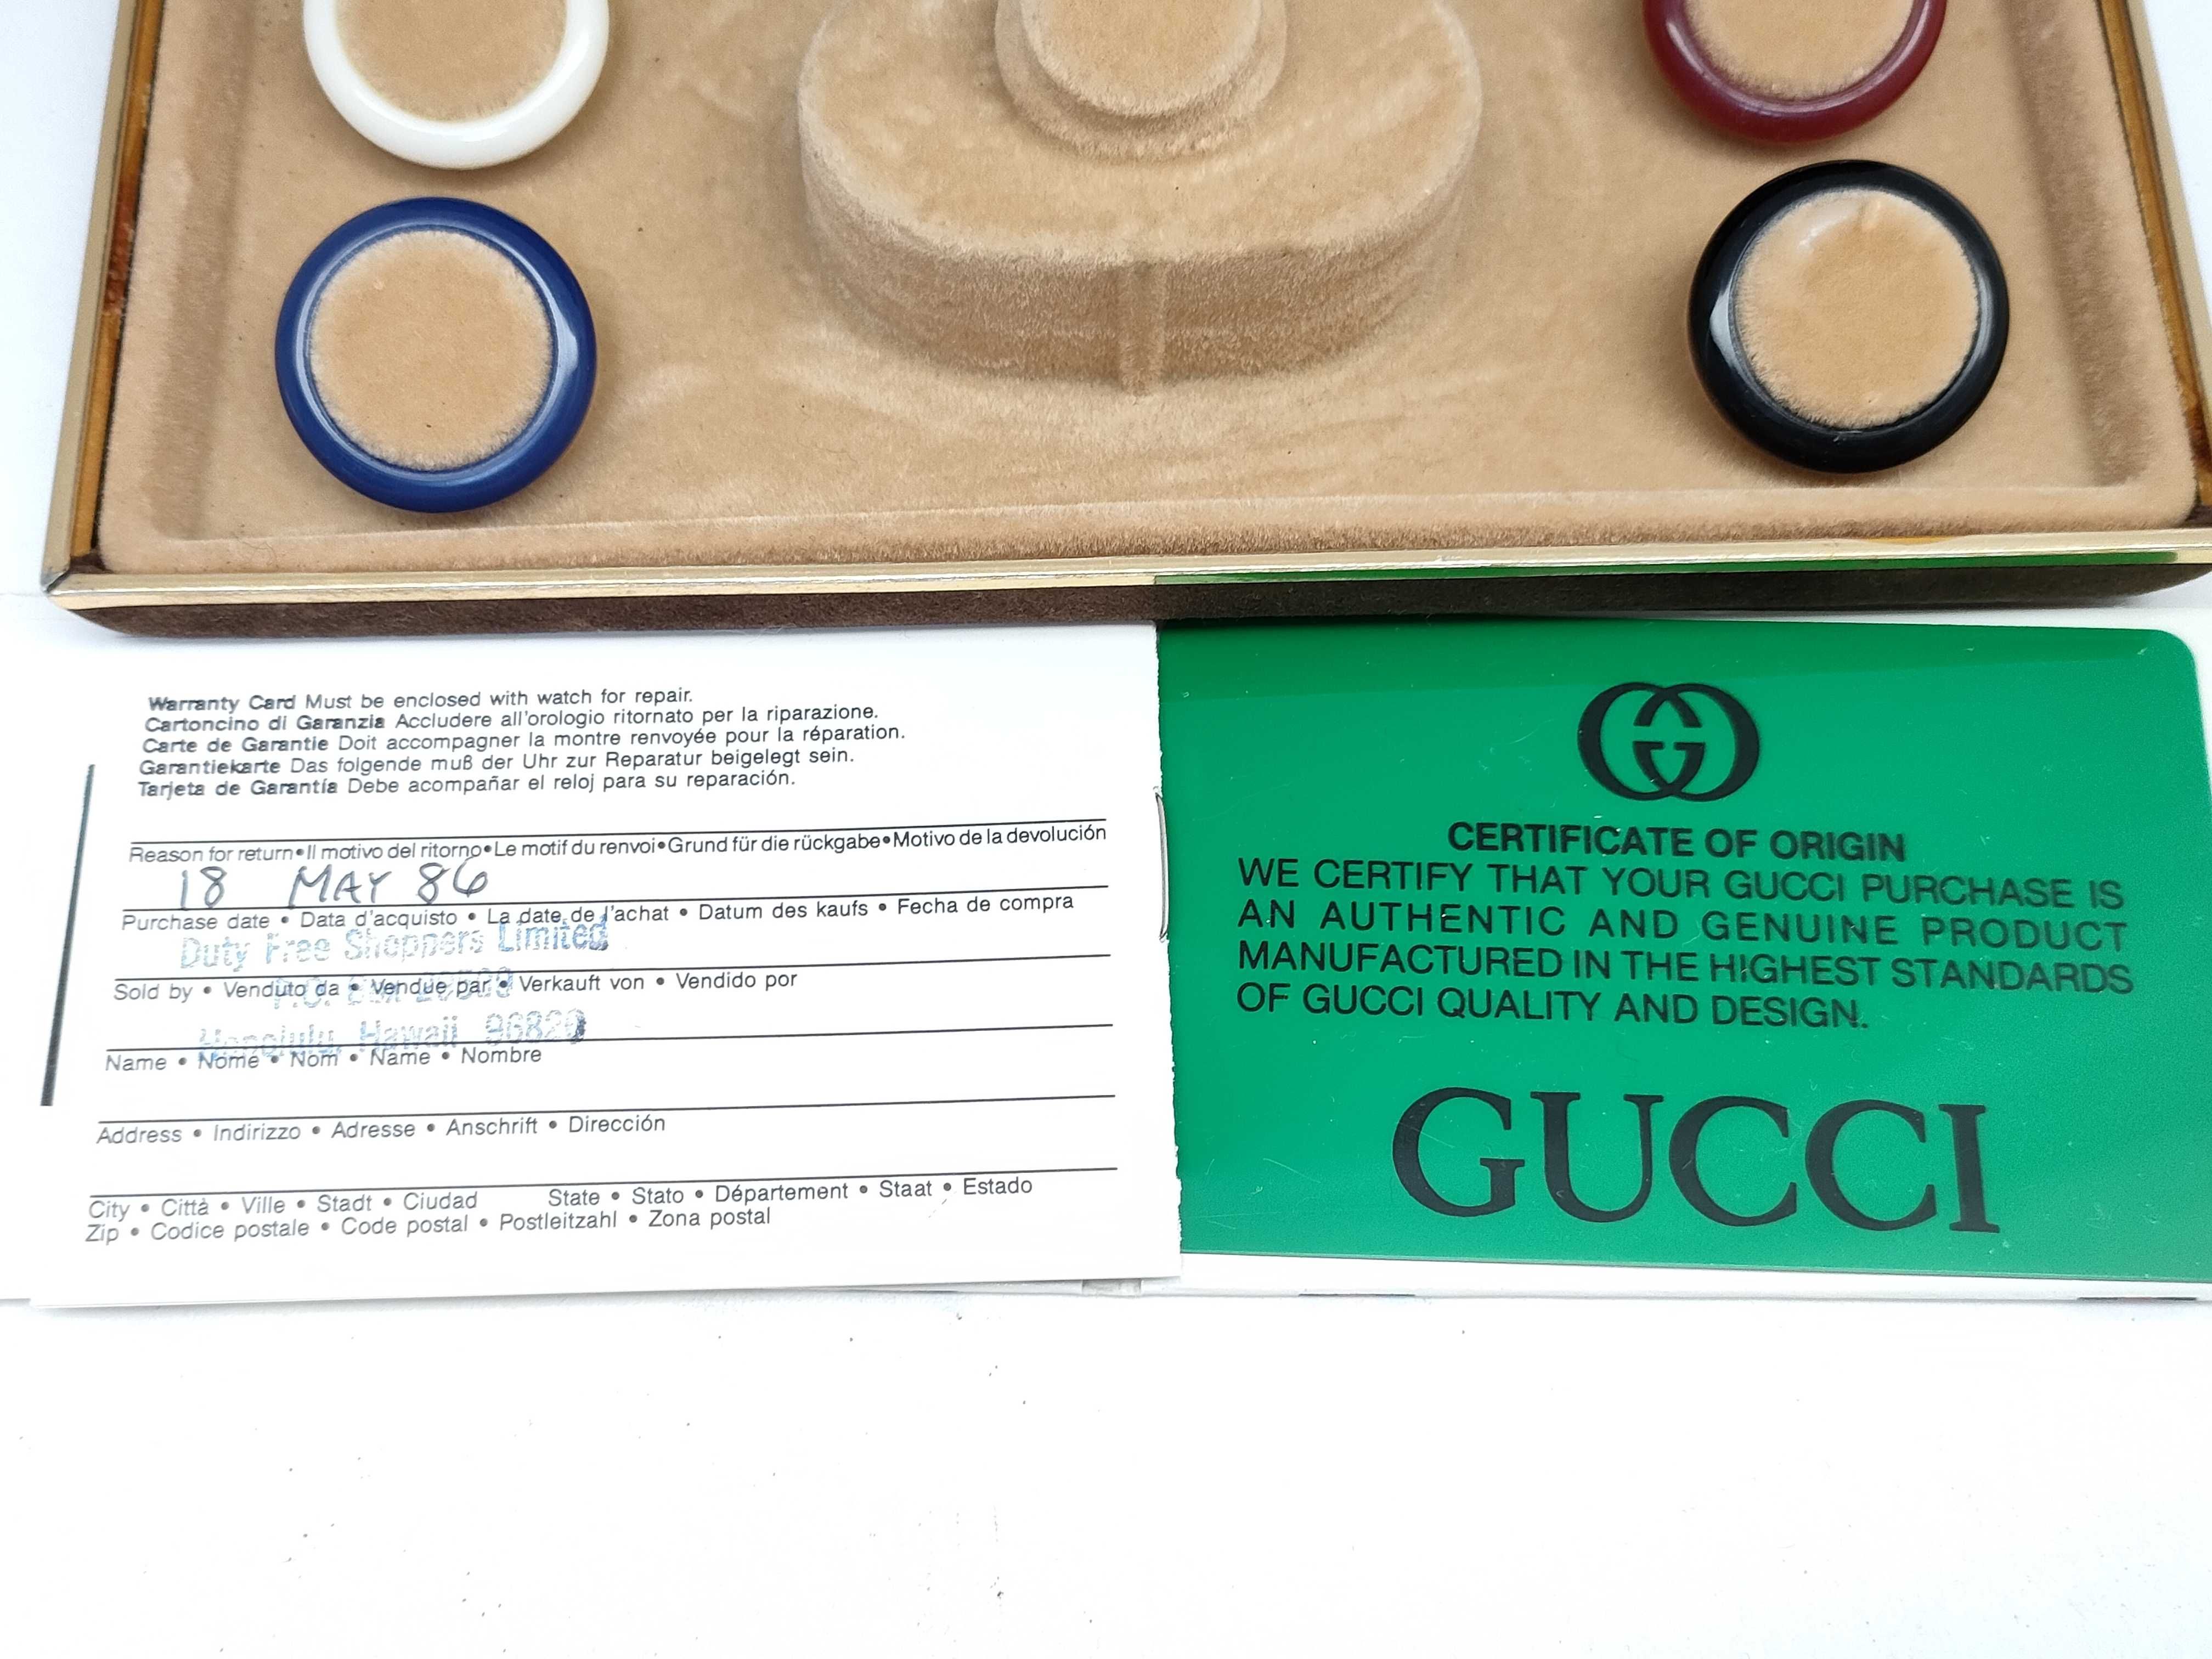 Warranty Card Must be enclosed with watch for repair.
Cartoncino di Garanzia Accludere all'orologio ritornato per la riparazione.
Carte de Garantie Doit accompagner la montre renvoyée pour la réparation.
Garantiekarte Das folgende muß der Uhr zur Reparatur beigelegt sein.
Tarjeta de Garantía Debe acompañar el reloj para su reparación.
Reason for return•Il motivo del ritorno•Le motif du renvoi•Grund für die rückgabe•Motivo de la devolución
18 MAY 86
Purchase date • Data d'acquisto • La date de l'achat • Datum des kaufs • Fecha de compra
Duty Free Shoppers Limited
Sold by • Venduto da • Vendue par • Verkauft von • Vendido por
P.O. Box
Honolulu, Hawaii 96820
Name • Nome • Nom • Name • Nombre
Address • Indirizzo • Adresse • Anschrift • Dirección
City • Città • Ville • Stadt • Ciudad State • Stato • Département • Staat • Estado
Zip • Codice postale • Code postal • Postleitzahl • Zona postal
CERTIFICATE OF ORIGIN
WE CERTIFY THAT YOUR GUCCI PURCHASE IS
AN AUTHENTIC AND GENUINE PRODUCT
MANUFACTURED IN THE HIGHEST STANDARDS
OF GUCCI QUALITY AND DESIGN.
GUCCI